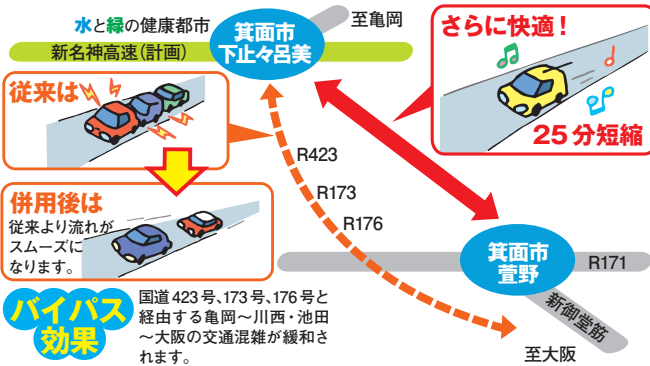 水と緑の健康都市
至亀岡
新名神高速(計画)
箕面市
下止々呂美
さらに快適!
25分短縮
従来は
併用後は
従来より流れが
スムーズに
なります。
R423
R173
R176
箕面市
萱野
R171
新御堂筋
至大阪
バイパス
効果
国道423号、173号、176号と
経由する亀岡〜川西・池田
〜大阪の交通混雑が緩和さ
れます。